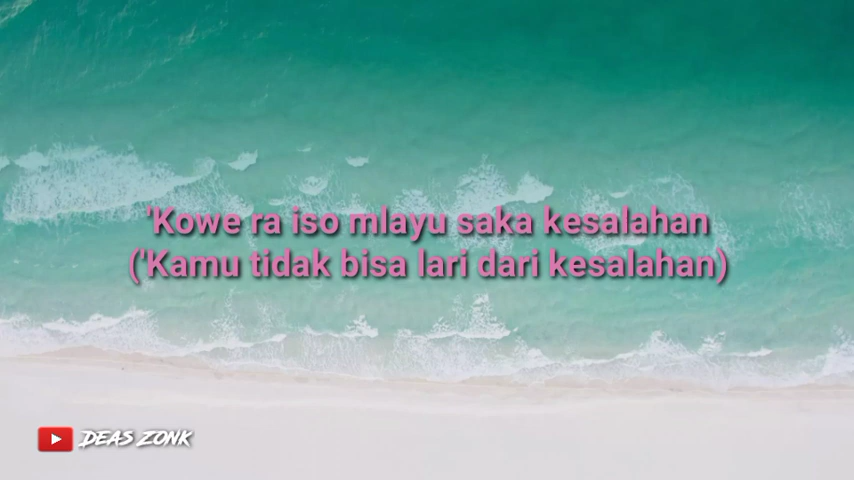 'Kowe ra iso mlayu saka kesalahan
('Kamu tidak bisa lari dari kesalahan)
DEAS ZONK